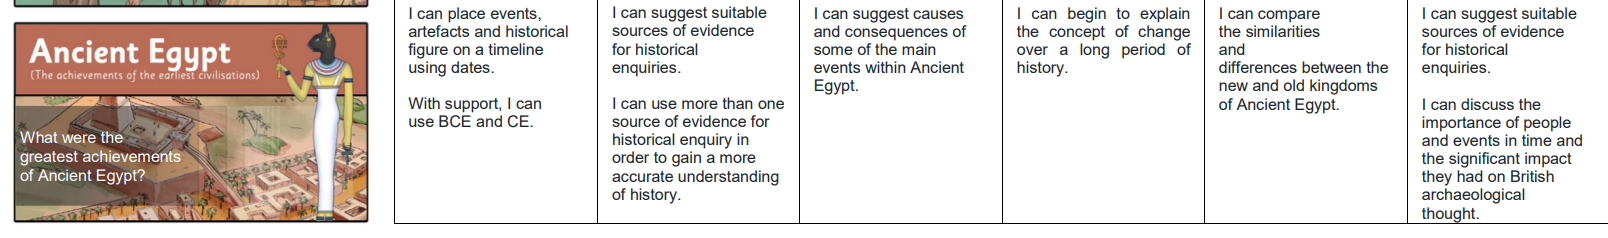 Ancient Egypt
(The achievements of the earliest civilisations)
What were the
greatest achievements
of Ancient Egypt?
I can place events,
artefacts and historical
figure on a timeline
using dates.
With support, I can
use BCE and CE.
I can suggest suitable
sources of evidence
for historical
enquiries.
I can use more than one
source of evidence for
historical enquiry in
order to gain a more
accurate understanding
of history.
I can suggest causes
and consequences of
some of the main
events within Ancient
Egypt.
I can begin to explain
the concept of change
over a long period of
history.
I can compare
the similarities
and
differences between the
new and old kingdoms
of Ancient Egypt.
I can suggest suitable
sources of evidence
for historical
enquiries.
I can discuss the
importance of people
and events in time and
the significant impact
they had on British
archaeological
thought.